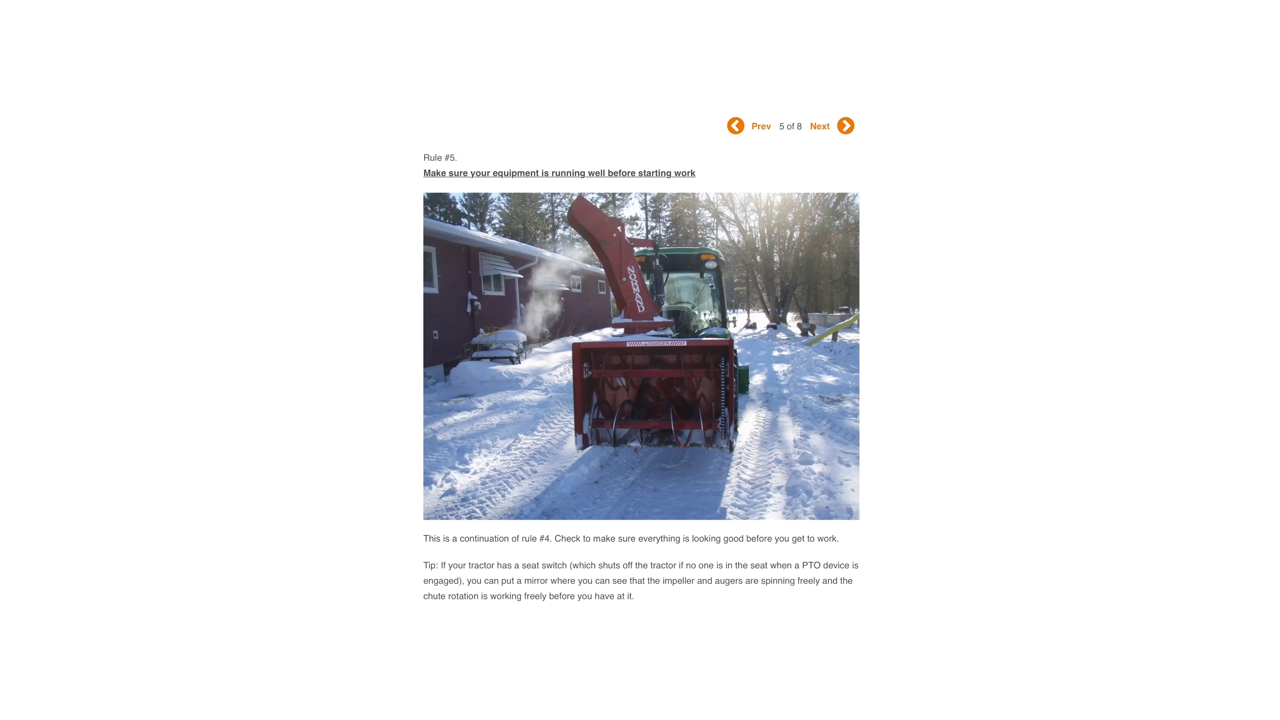 Prev 5 of 8 Next
Rule #5.
Make sure your equipment is running well before starting work
NORMAND
This is a continuation of rule #4. Check to make sure everything is looking good before you get to work.
Tip: If your tractor has a seat switch (which shuts off the tractor if no one is in the seat when a PTO device is
engaged), you can put a mirror where you can see that the impeller and augers are spinning freely and the
chute rotation is working freely before you have at it.